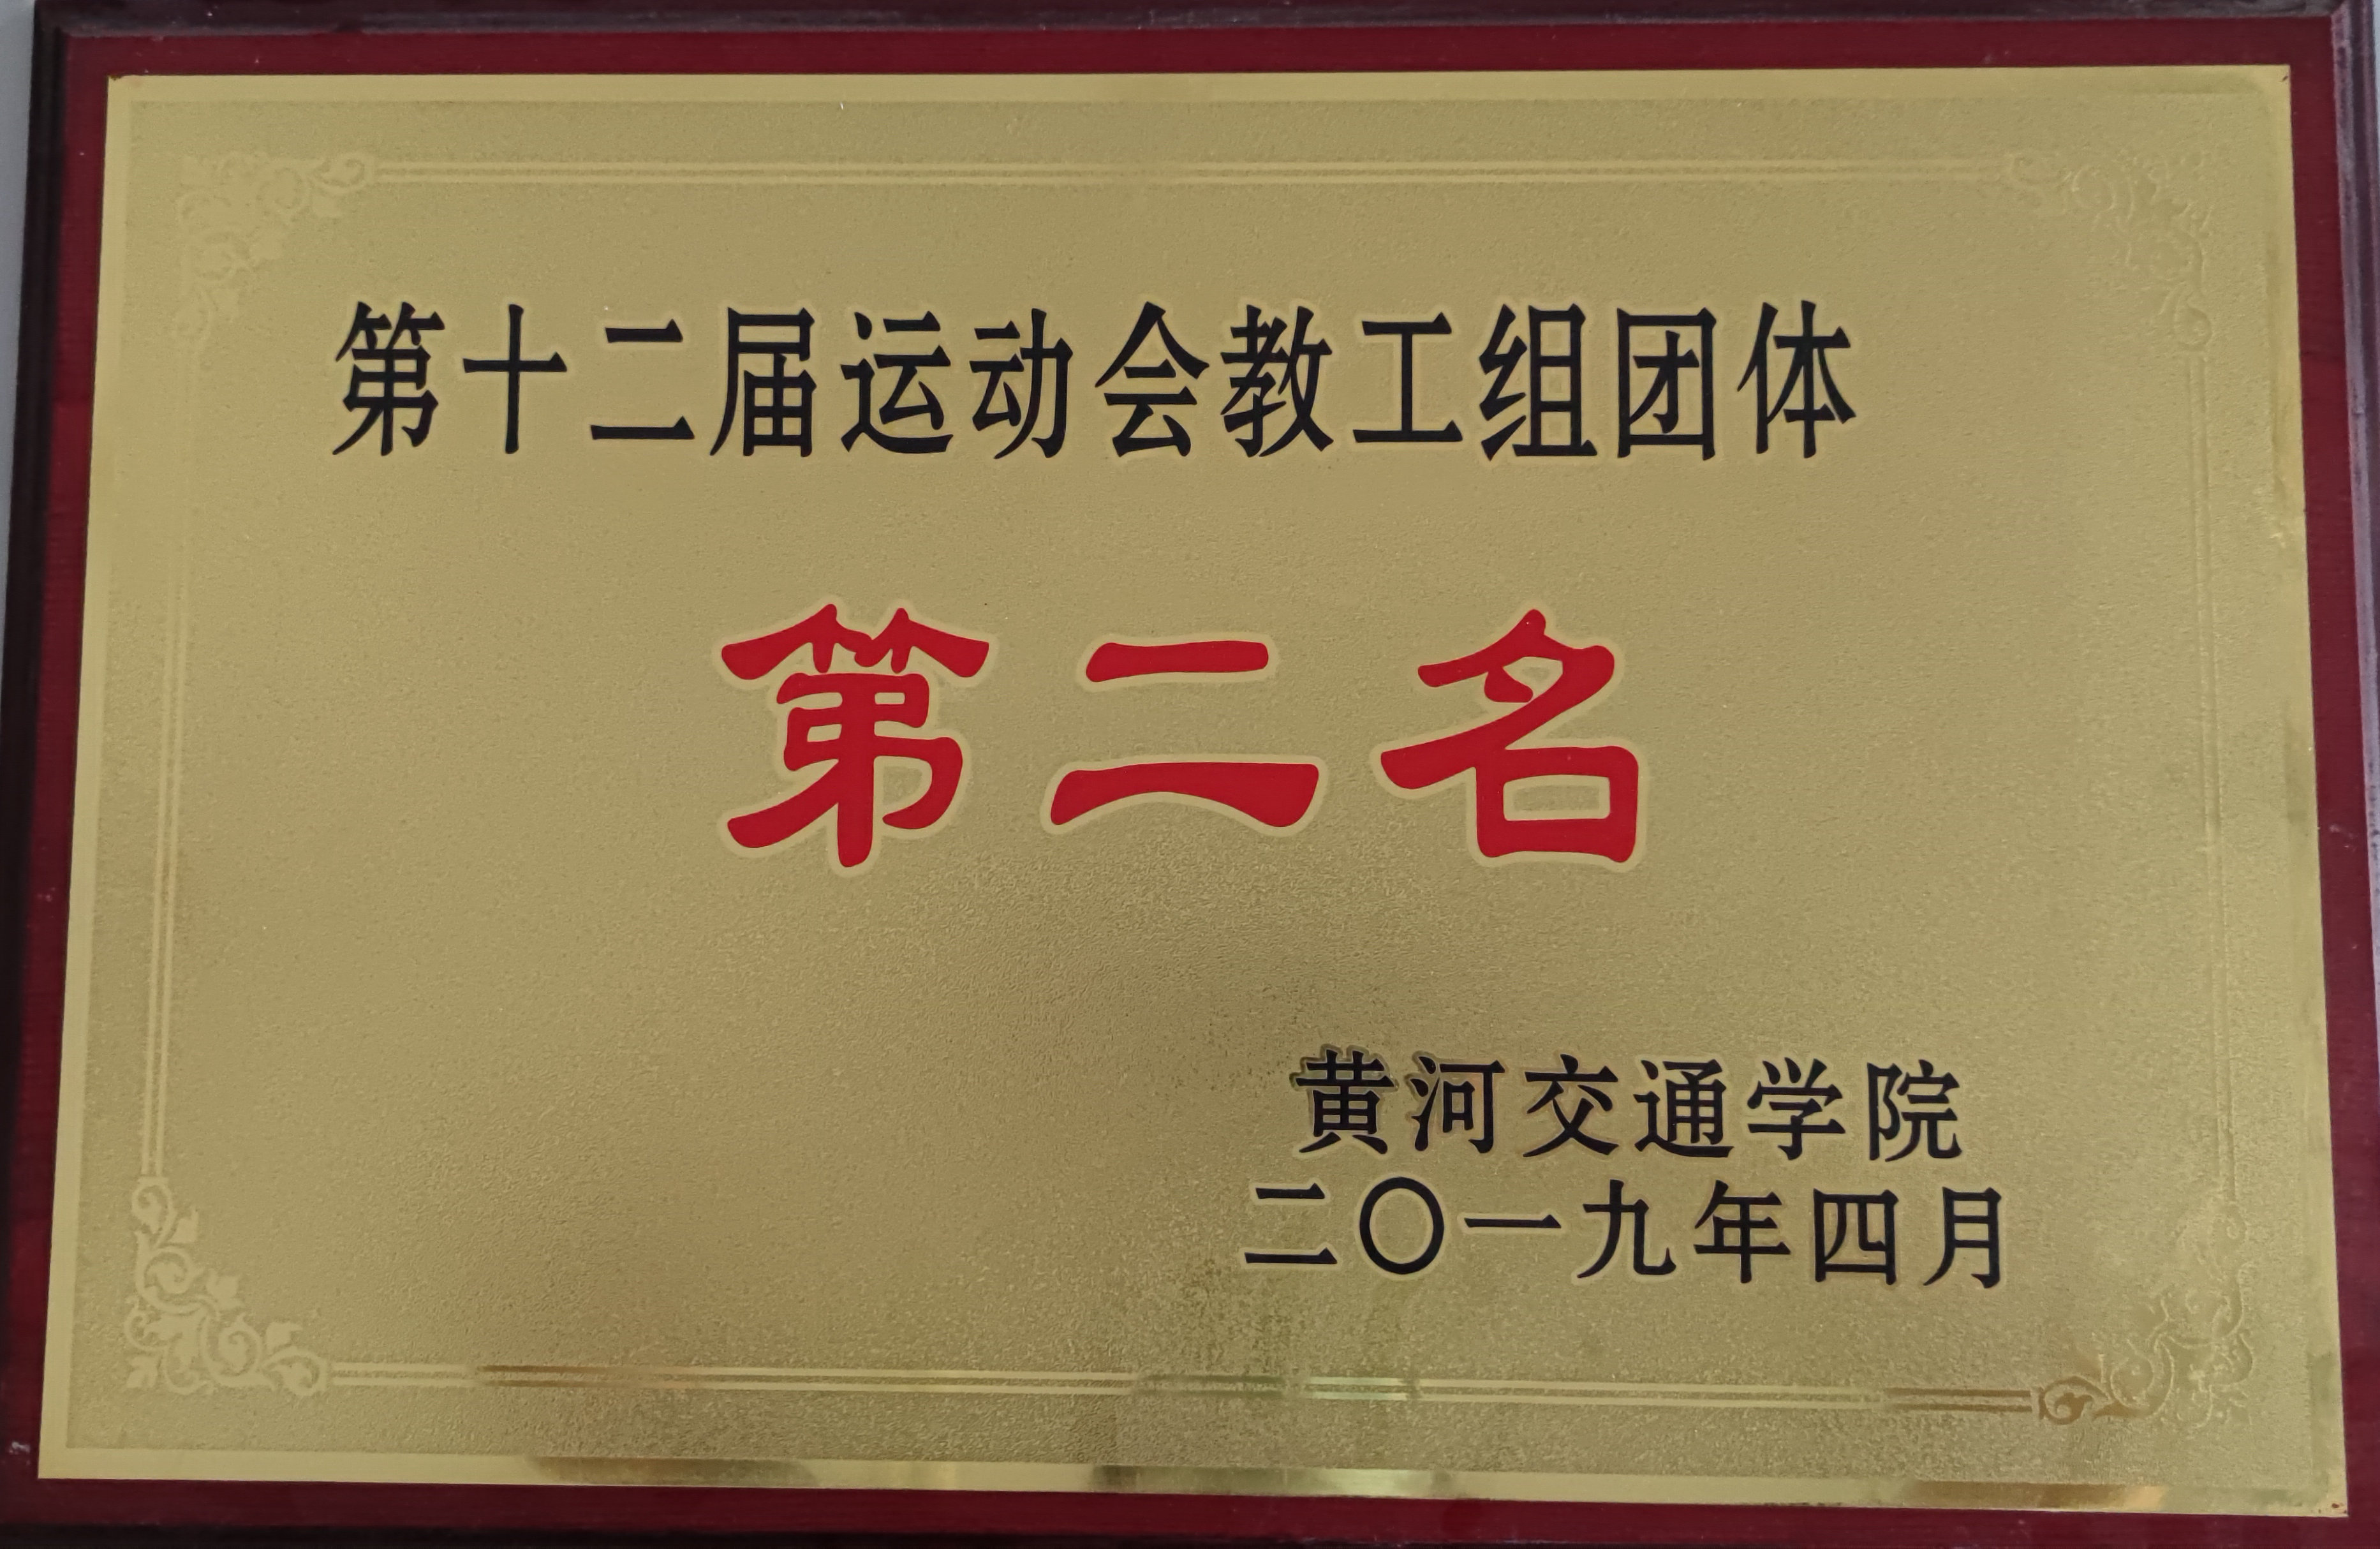 第十二届运动会教工组团体
第二名
黄河交通学院
二〇一九年四月